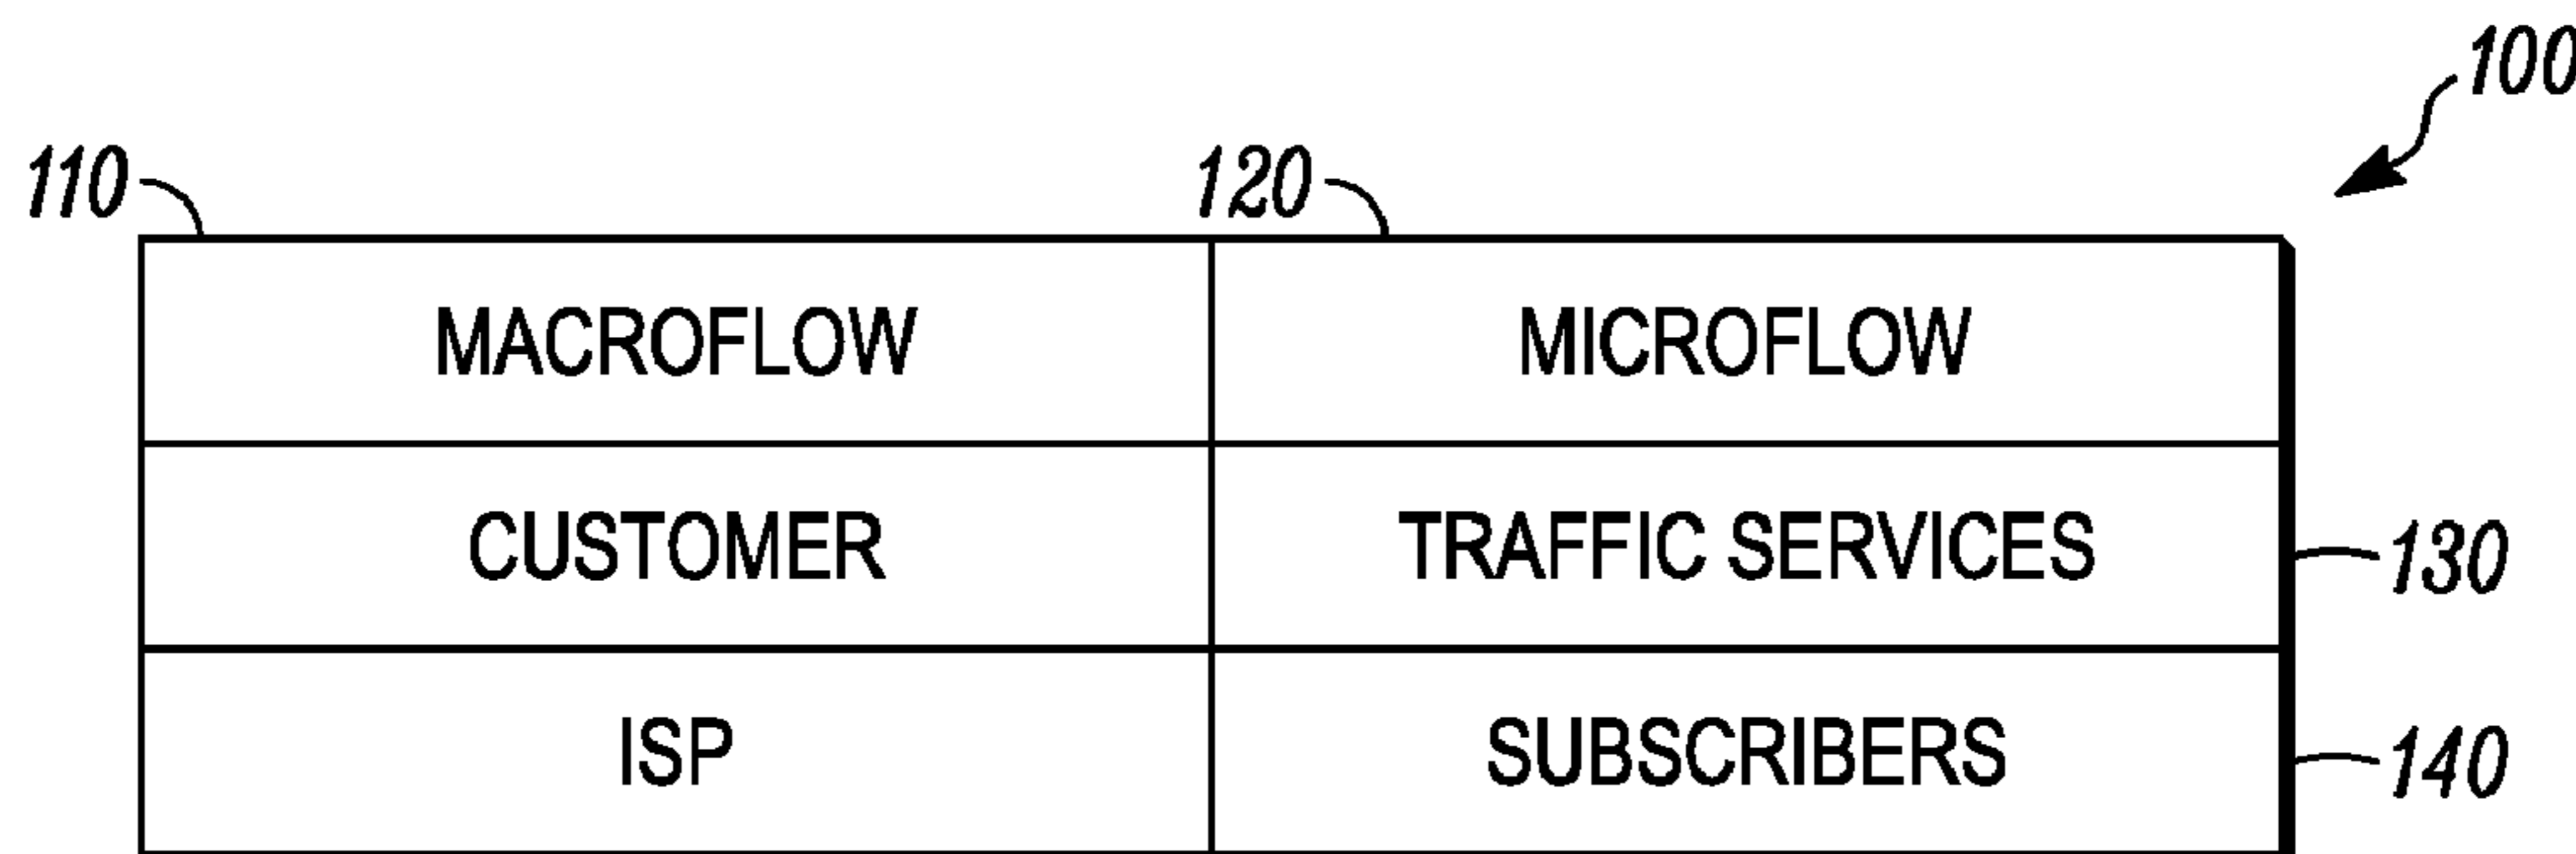 100
110
120
MACROFLOW MICROFLOW
CUSTOMER TRAFFIC SERVICES
130
ISP SUBSCRIBERS
140